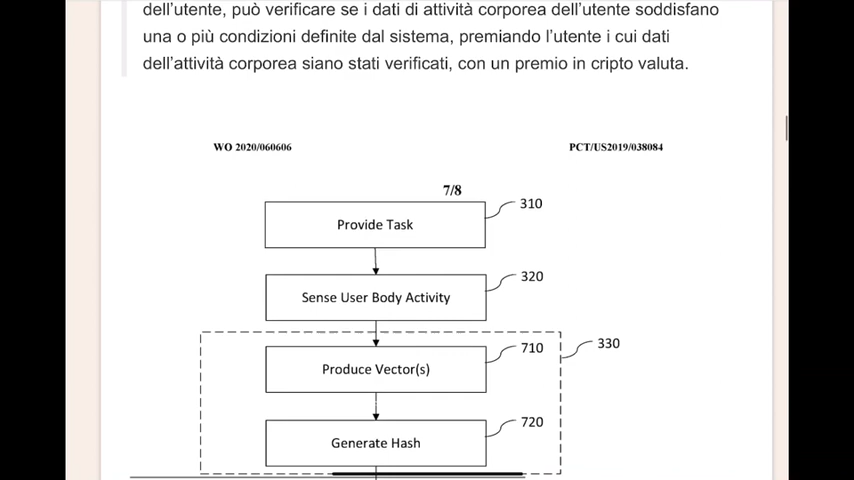 dell'utente, può verificare se i dati di attività corporea dell'utente soddisfano
una o più condizioni definite dal sistema, premiando l'utente i cui dati
dell'attività corporea siano stati verificati, con un premio in cripto valuta.
WO 2020/060606
PCT/US2019/038084
7/8
310
Provide Task
320
Sense User Body Activity
330
710
Produce Vector(s)
720
Generate Hash